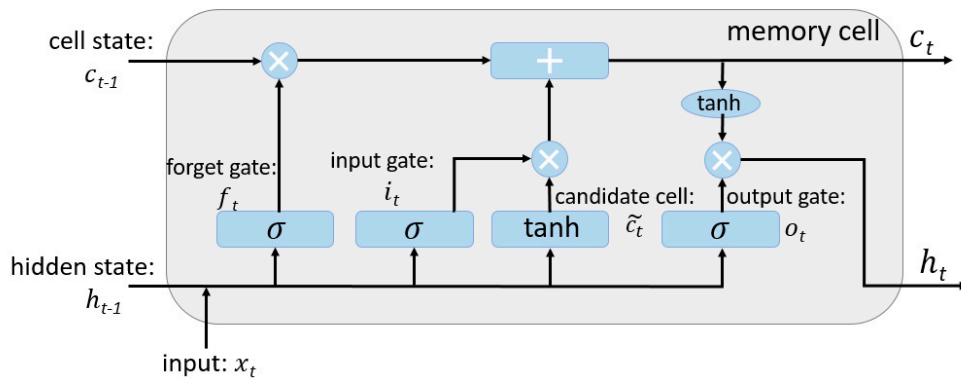 cell state:
c_{t-1}
memory cell
c_t
×
+
tanh
forget gate:
f_t
input gate:
i_t
×
×
candidate cell:
c̃_t
output gate:
o_t
σ
σ
tanh
σ
hidden state:
h_{t-1}
h_t
input: x_t